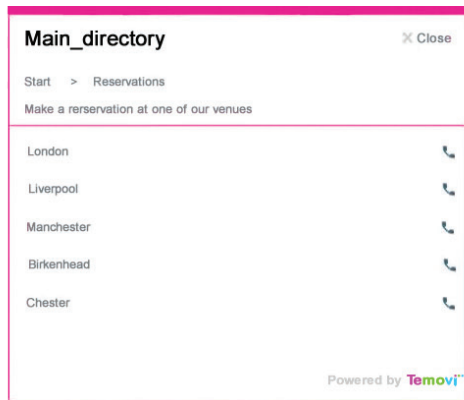 Main_directory
Close
Start > Reservations
Make a rerservation at one of our venues
London
Liverpool
Manchester
Birkenhead
Chester
Powered by Temovi